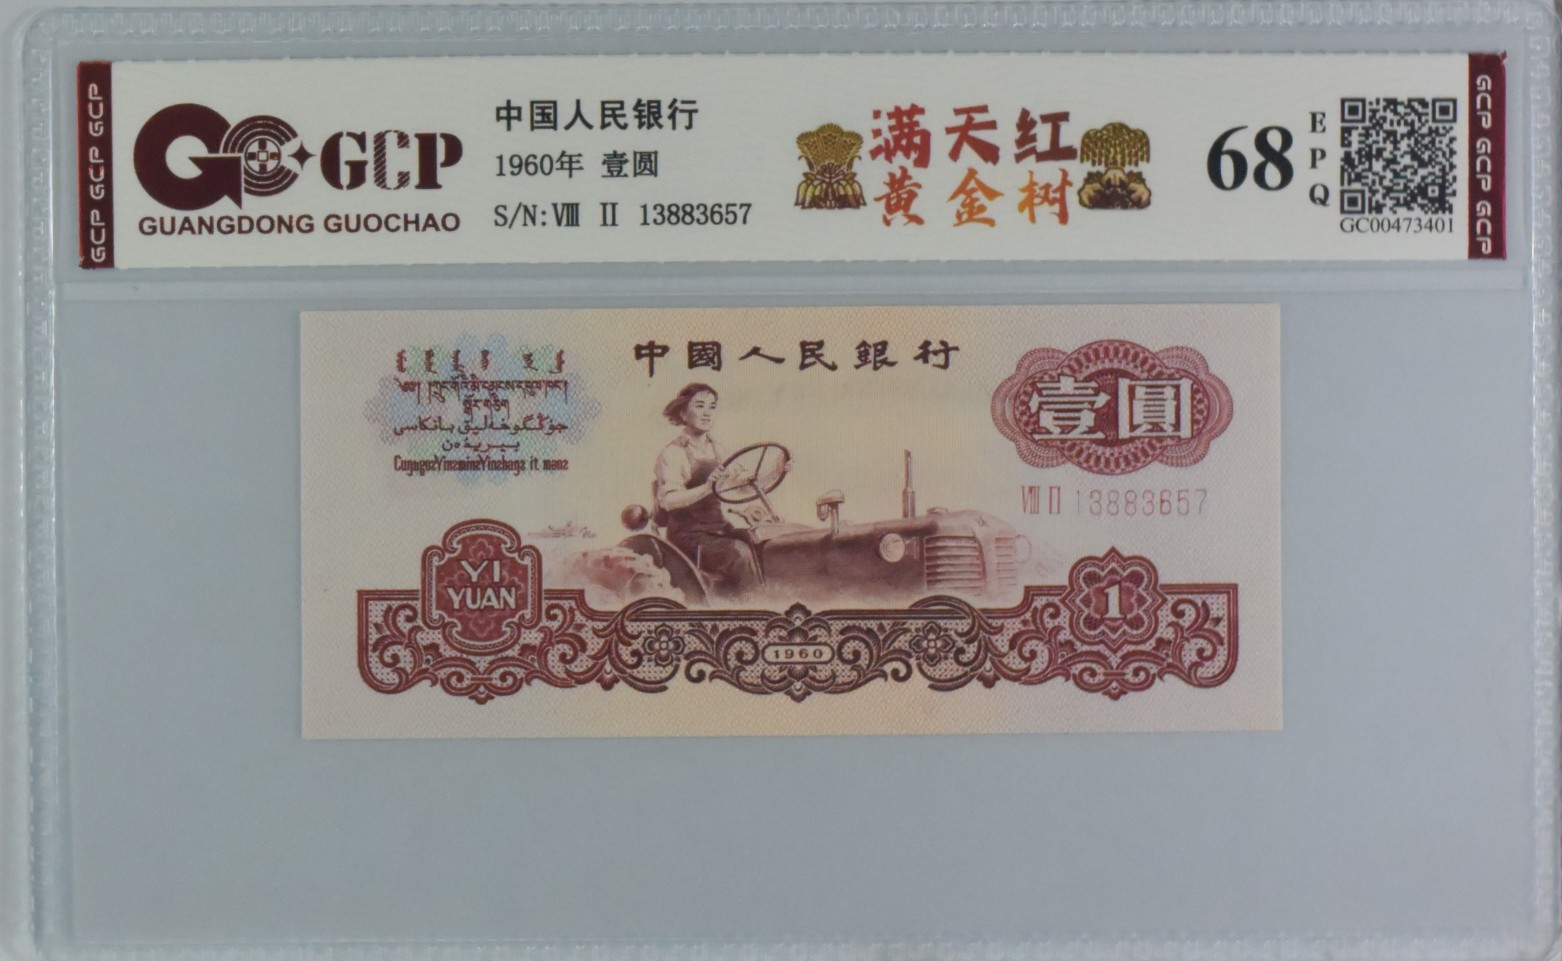 GCP GCP GCP
GCP
GUANGDONG GUOCHAO
中国人民银行
1960年 壹圆
S/N: Ⅷ Ⅱ 13883657
满天红
黄金树
68
EPQ
GC00473401
GCP GCP GCP
中國人民銀行
壹圓
Ⅷ Ⅱ 13883657
YI
YUAN
1960
1